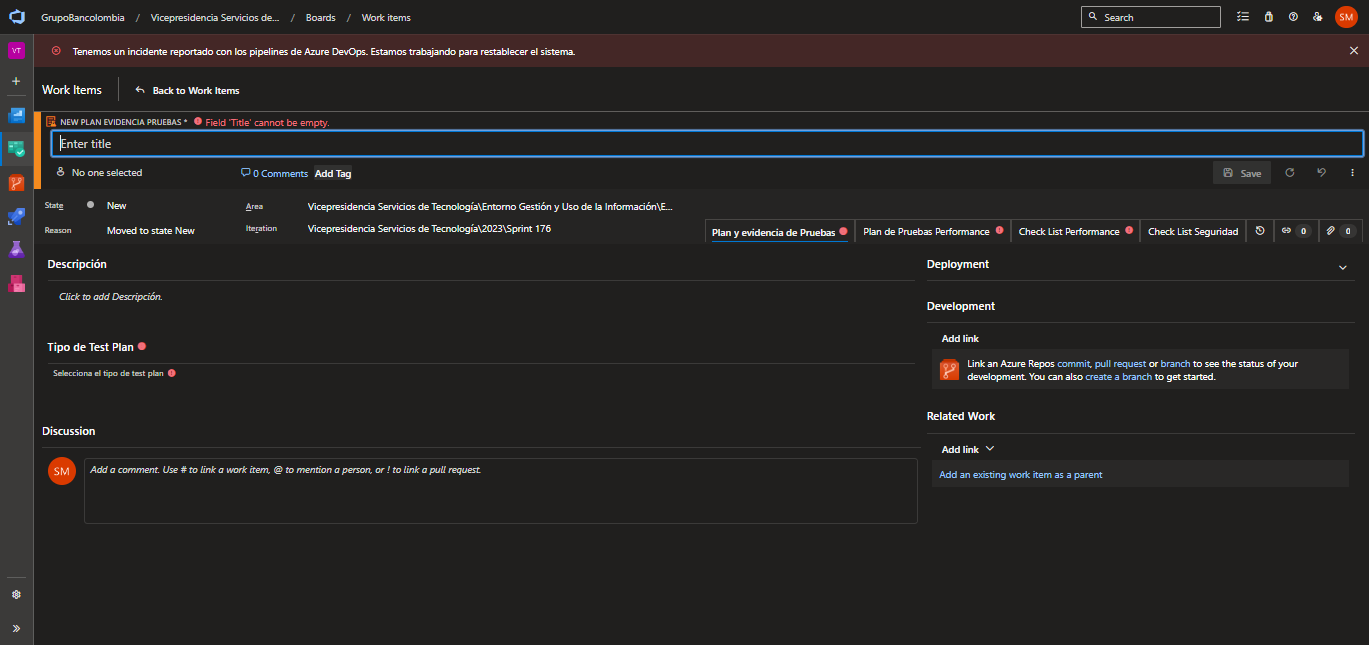 GrupoBancolombia / Vicepresidencia Servicios de... / Boards / Work items
Search
SM
VT
Tenemos un incidente reportado con los pipelines de Azure DevOps. Estamos trabajando para restablecer el sistema.
Work Items
Back to Work Items
NEW PLAN EVIDENCIA PRUEBAS * Field 'Title' cannot be empty.
Enter title
No one selected
0 Comments
Add Tag
Save
State
New
Area
Vicepresidencia Servicios de Tecnología\Entorno Gestión y Uso de la Información\E...
Reason
Moved to state New
Iteration
Vicepresidencia Servicios de Tecnología\2023\Sprint 176
Plan y evidencia de Pruebas
Plan de Pruebas Performance
Check List Performance
Check List Seguridad
0
0
Descripción
Click to add Descripción.
Tipo de Test Plan
Selecciona el tipo de test plan
Discussion
SM
Add a comment. Use # to link a work item, @ to mention a person, or ! to link a pull request.
Deployment
Development
Add link
Link an Azure Repos commit, pull request or branch to see the status of your
development. You can also create a branch to get started.
Related Work
Add link
Add an existing work item as a parent